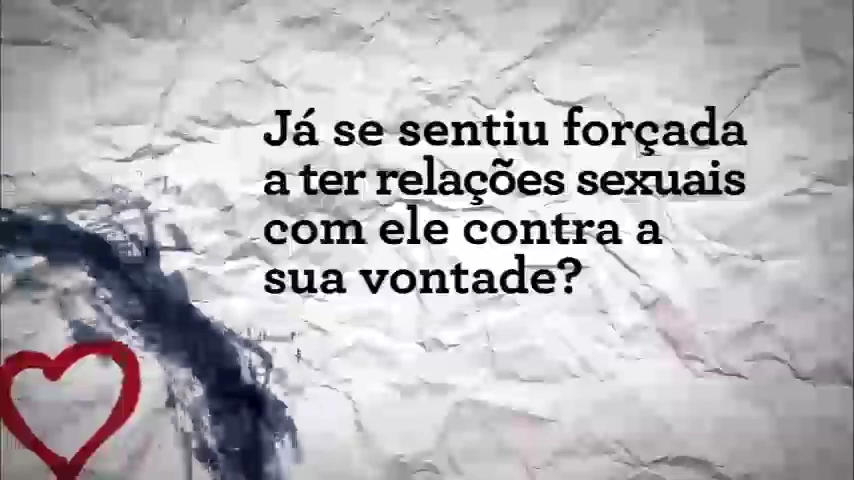 Já se sentiu forçada
a ter relações sexuais
com ele contra a
sua vontade?